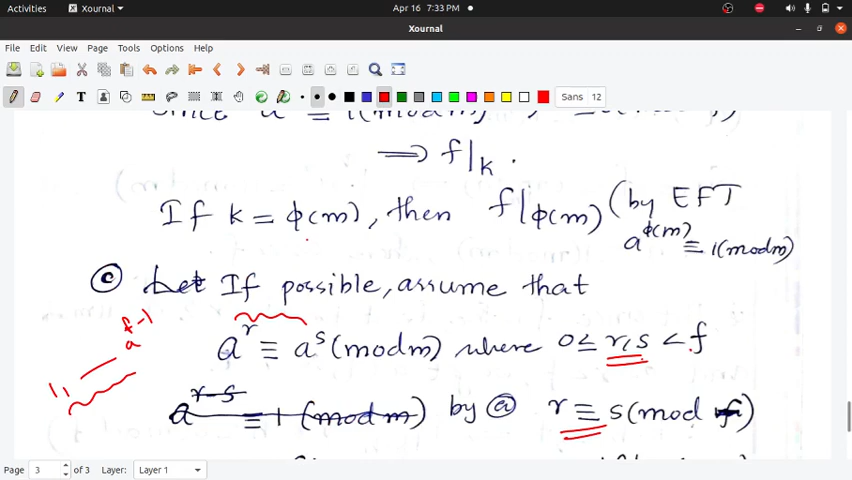 Activities Xournal Apr 16 7:33 PM
Xournal
File Edit View Page Tools Options Help
T Sans 12
⟹ f|k .
If k = ϕ(m), then f|ϕ(m) (by EFT
a^ϕ(m) ≡ 1(mod m)
ⓒ Let If possible, assume that
a^r ≡ a^s (mod m) where 0 ≤ r, s < f
a^(f-1)
a^(r-s) ≡ 1 (mod m) by ⓐ r ≡ s (mod f)
Page 3 of 3 Layer: Layer 1